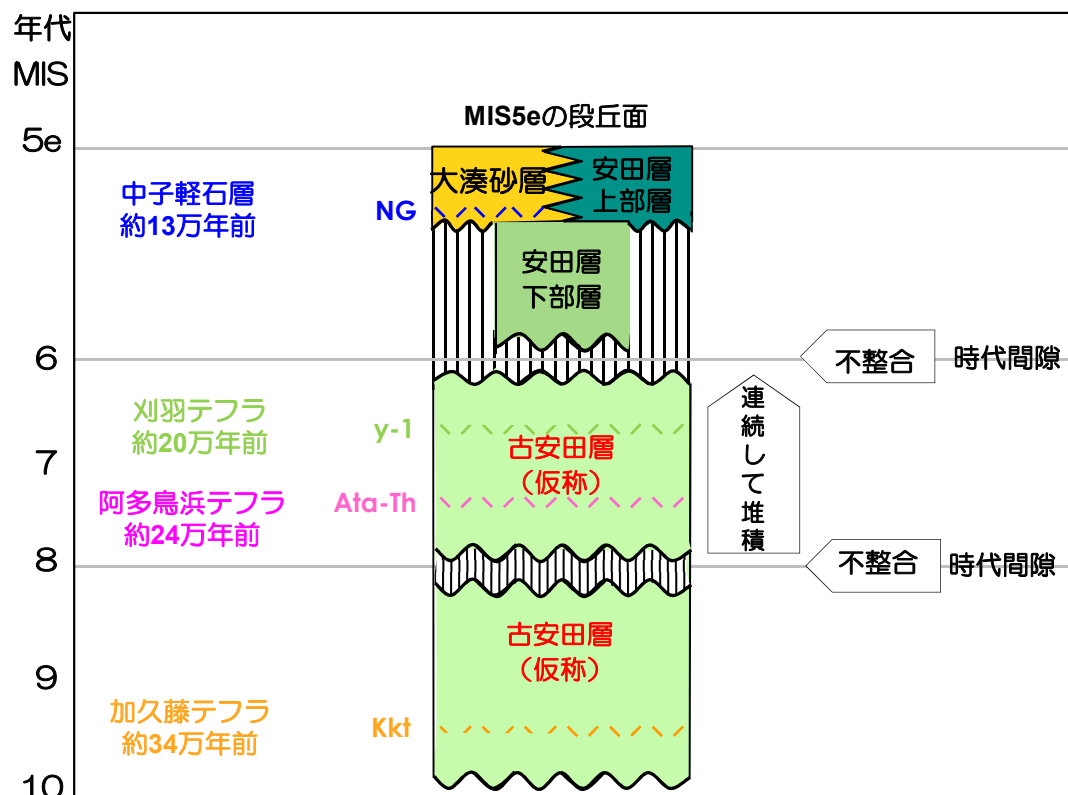 年代
MIS
5e
6
7
8
9
10
MIS5eの段丘面
大湊砂層
安田層
上部層
中子軽石層
約13万年前
NG
安田層
下部層
不整合
時代間隙
連続して堆積
刈羽テフラ
約20万年前
y-1
古安田層
(仮称)
阿多鳥浜テフラ
約24万年前
Ata-Th
不整合
時代間隙
古安田層
(仮称)
加久藤テフラ
約34万年前
Kkt